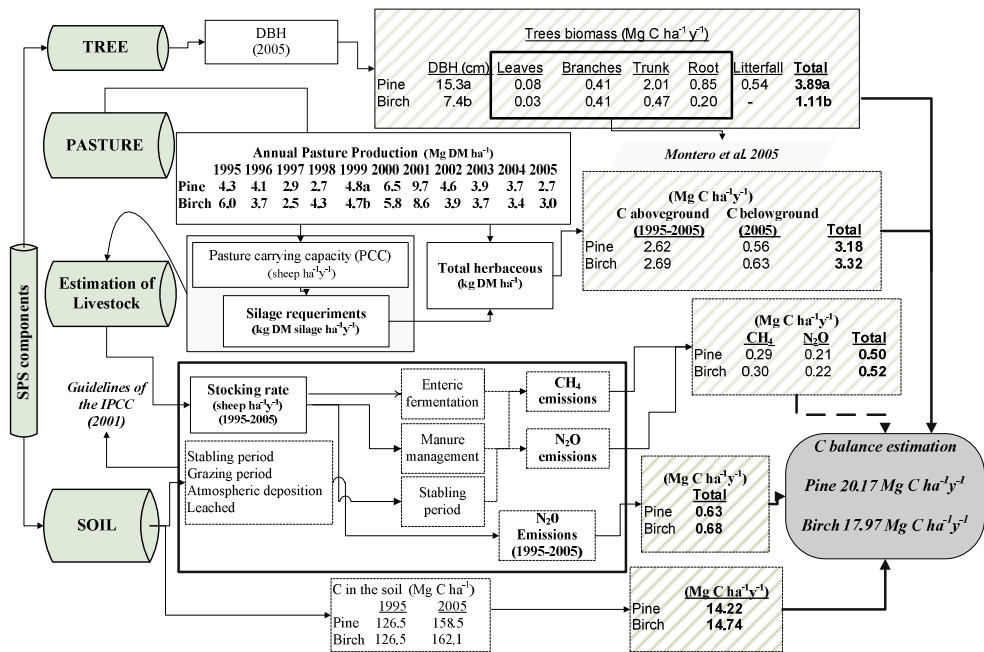 TREE
DBH
(2005)
Trees biomass (Mg C ha⁻¹ y⁻¹)
DBH (cm) Leaves Branches Trunk Root Litterfall Total
Pine 15.3a 0.08 0.41 2.01 0.85 0.54 3.89a
Birch 7.4b 0.03 0.41 0.47 0.20 - 1.11b
Montero et al. 2005
PASTURE
Annual Pasture Production (Mg DM ha⁻¹)
1995 1996 1997 1998 1999 2000 2001 2002 2003 2004 2005
Pine 4.3 4.1 2.9 2.7 4.8a 6.5 9.7 4.6 3.9 3.7 2.7
Birch 6.0 3.7 2.5 4.3 4.7b 5.8 8.6 3.9 3.7 3.4 3.0
Pasture carrying capacity (PCC)
(sheep ha⁻¹y⁻¹)
Silage requeriments
(kg DM silage ha⁻¹y⁻¹)
Total herbaceous
(kg DM ha⁻¹)
(Mg C ha⁻¹y⁻¹)
C aboveground C belowground
(1995-2005) (2005) Total
Pine 2.62 0.56 3.18
Birch 2.69 0.63 3.32
SPS components
Estimation of
Livestock
Guidelines of
the IPCC
(2001)
Stocking rate
(sheep ha⁻¹y⁻¹)
(1995-2005)
Stabling period
Grazing period
Atmospheric deposition
Leached
Enteric
fermentation
Manure
management
Stabling
period
CH₄
emissions
N₂O
emissions
N₂0
Emissions
(1995-2005)
(Mg C ha⁻¹y⁻¹)
CH₄ N₂O Total
Pine 0.29 0.21 0.50
Birch 0.30 0.22 0.52
(Mg C ha⁻¹y⁻¹)
Total
Pine 0.63
Birch 0.68
C balance estimation
Pine 20.17 Mg C ha⁻¹y⁻¹
Birch 17.97 Mg C ha⁻¹y⁻¹
SOIL
C in the soil (Mg C ha⁻¹)
1995 2005
Pine 126.5 158.5
Birch 126.5 162.1
(Mg C ha⁻¹y⁻¹)
Pine 14.22
Birch 14.74